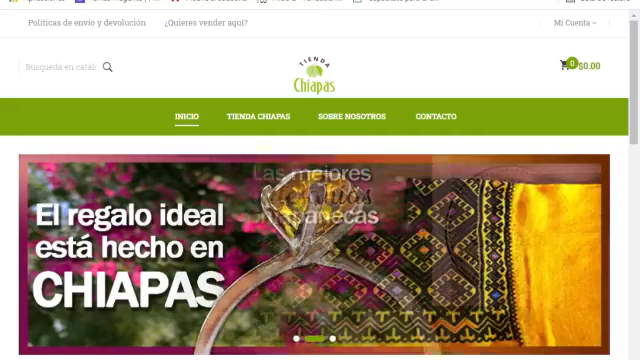 Políticas de envío y devolución
¿Quieres vender aquí?
Mi Cuenta
Búsqueda en catálo
TIENDA
Chiapas
0
$0.00
INICIO
TIENDA CHIAPAS
SOBRE NOSOTROS
CONTACTO
Las mejores
El regalo ideal
está hecho en
CHIAPAS